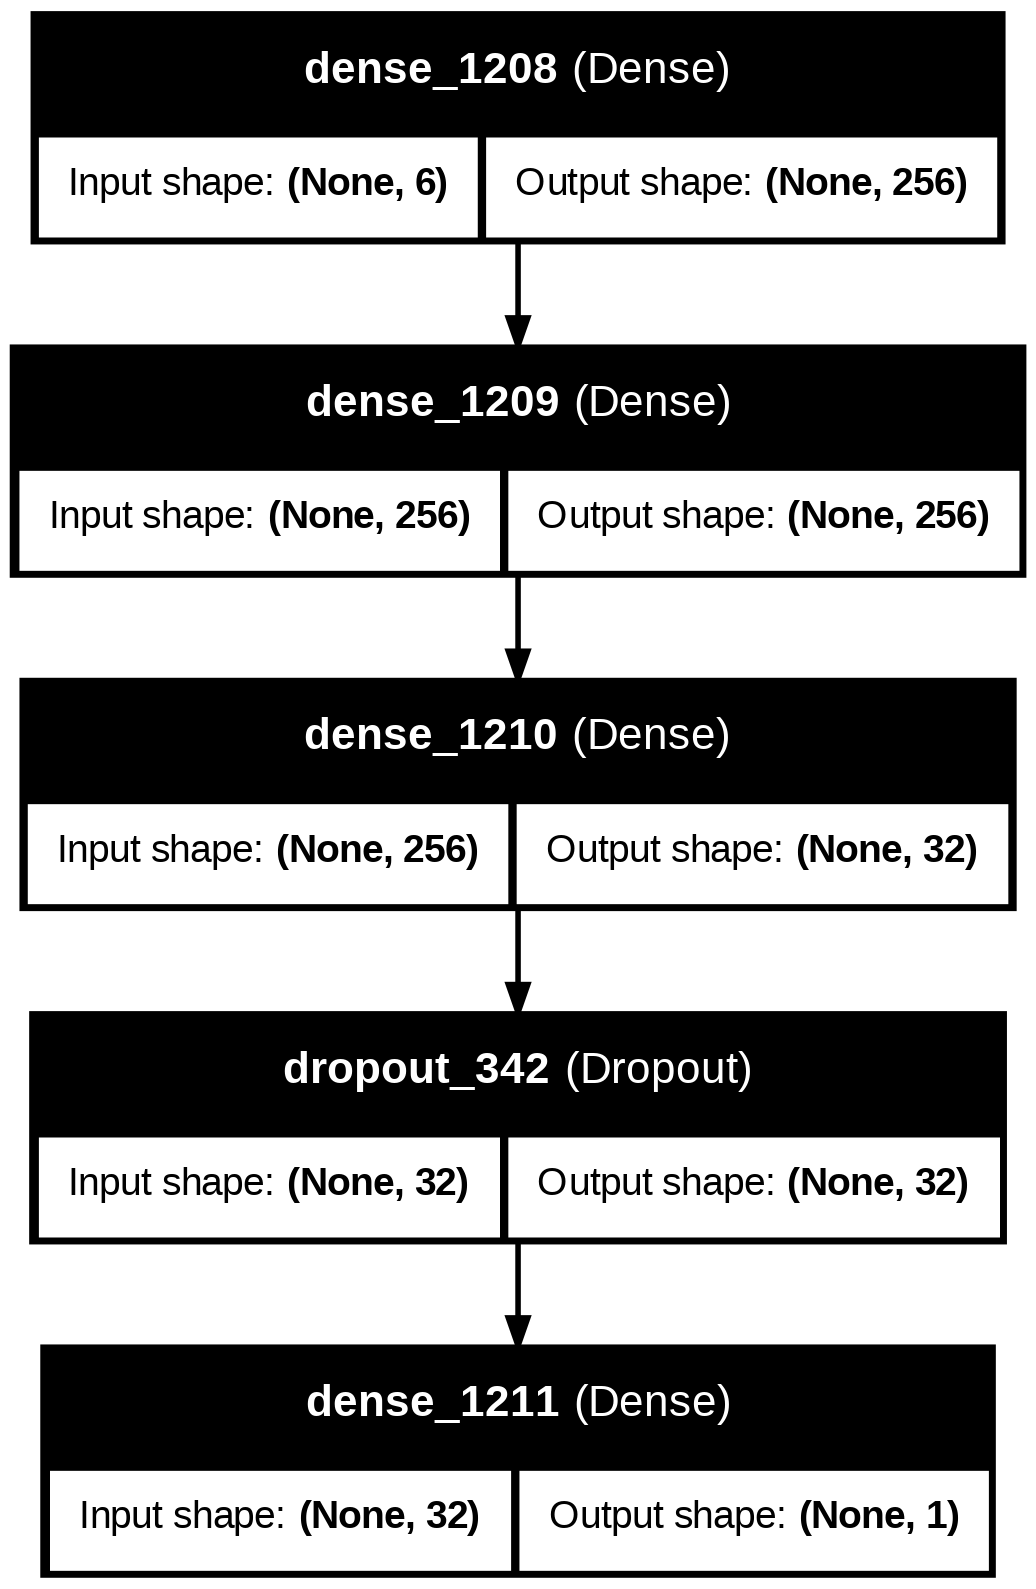 dense_1208 (Dense)
Input shape: (None, 6) Output shape: (None, 256)
dense_1209 (Dense)
Input shape: (None, 256) Output shape: (None, 256)
dense_1210 (Dense)
Input shape: (None, 256) Output shape: (None, 32)
dropout_342 (Dropout)
Input shape: (None, 32) Output shape: (None, 32)
dense_1211 (Dense)
Input shape: (None, 32) Output shape: (None, 1)